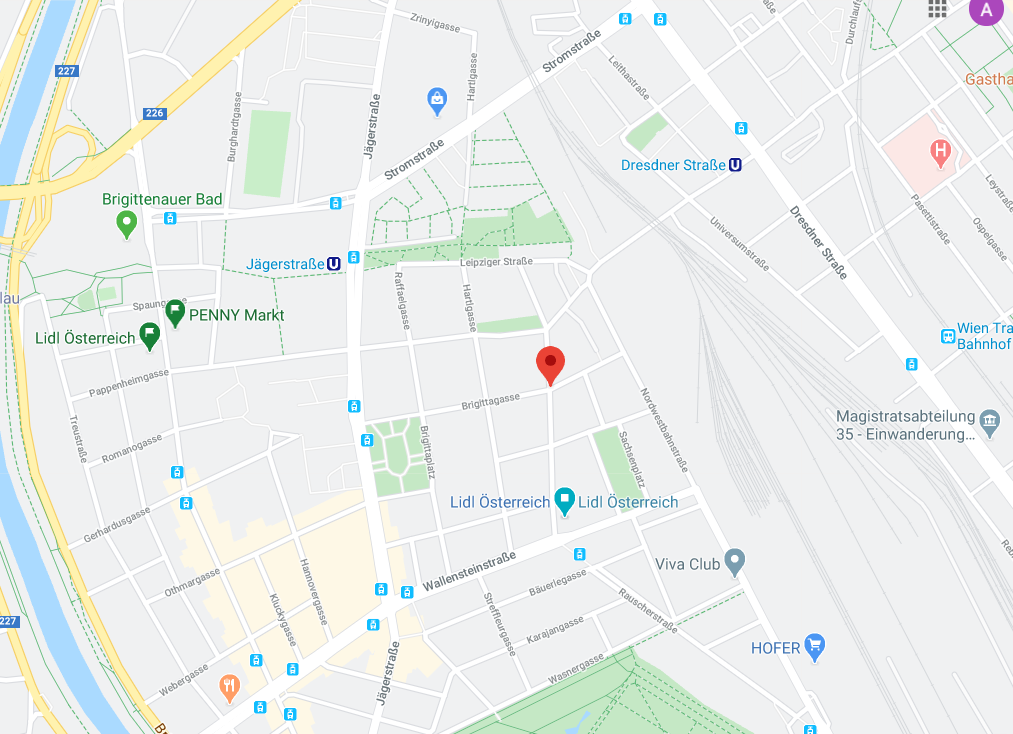 Zrinyigasse
A
227
Stromstraße
Durchlauf
Leithastraße
Hartlgasse
Gastha
226
Burghardtgasse
Jägerstraße
H
Stromstraße
Dresdner Straße U
Leystraße
Brigittenauer Bad
Pasettistraße
Ospelgasse
Universumstraße
Dresdner Straße
Jägerstraße U
Leipziger Straße
lau
Raffaelgasse
Hartlgasse
Spaungasse
PENNY Markt
Lidl Österreich
Wien Tra
Bahnhof
Pappenheimgasse
Nordwestbahnstraße
Brigittagasse
Treustraße
Magistratsabteilung
35 - Einwanderung...
Romanogasse
Brigittaplatz
Sachsenplatz
Lidl Österreich
Lidl Österreich
Gerhardusgasse
Reb
Wallensteinstraße
Viva Club
Othmargasse
Hannovergasse
Bäuerlegasse
Kluckygasse
Streffleurgasse
Rauscherstraße
227
Karajangasse
HOFER
Jägerstraße
Wasnergasse
Webergasse
B